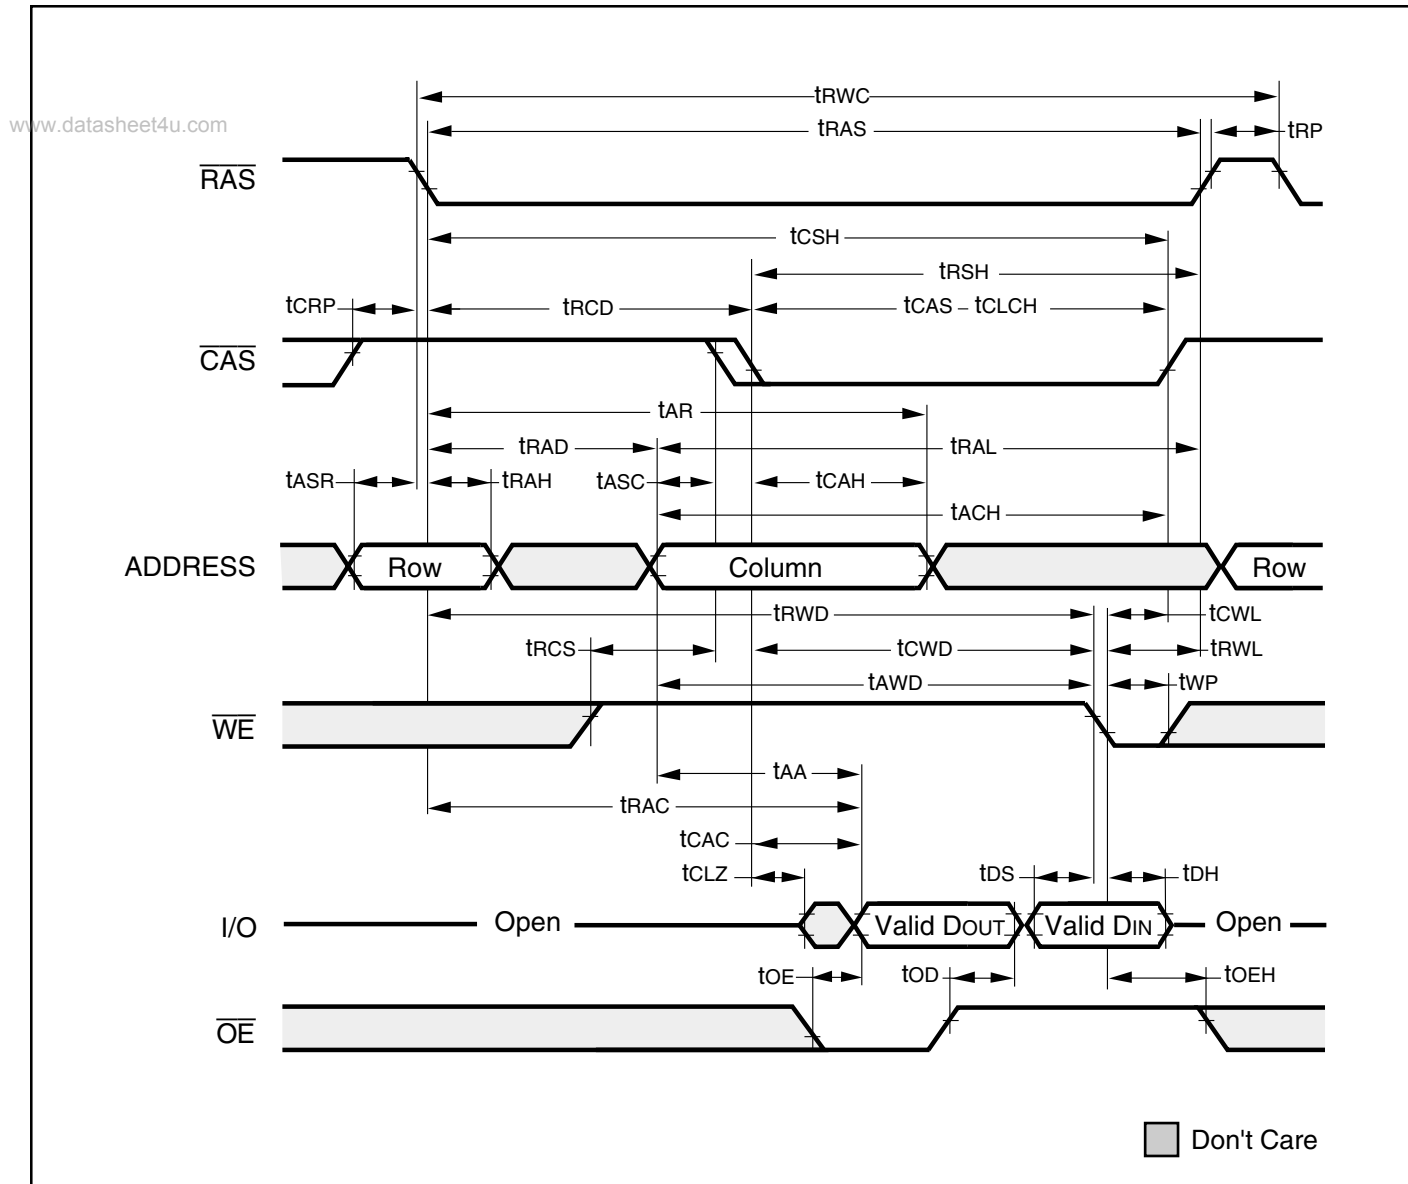 tRWC
www.datasheet4u.com
tRAS
tRP
RAS
tCSH
tRSH
tCRP
tRCD
tCAS – tCLCH
CAS
tAR
tRAD
tRAL
tASR
tRAH
tASC
tCAH
tACH
ADDRESS
Row
Column
Row
tRWD
tCWL
tRCS
tCWD
tRWL
tAWD
tWP
WE
tAA
tRAC
tCAC
tCLZ
tDS
tDH
I/O
Open
Valid DOUT
Valid DIN
Open
tOE
tOD
tOEH
OE
Don't Care